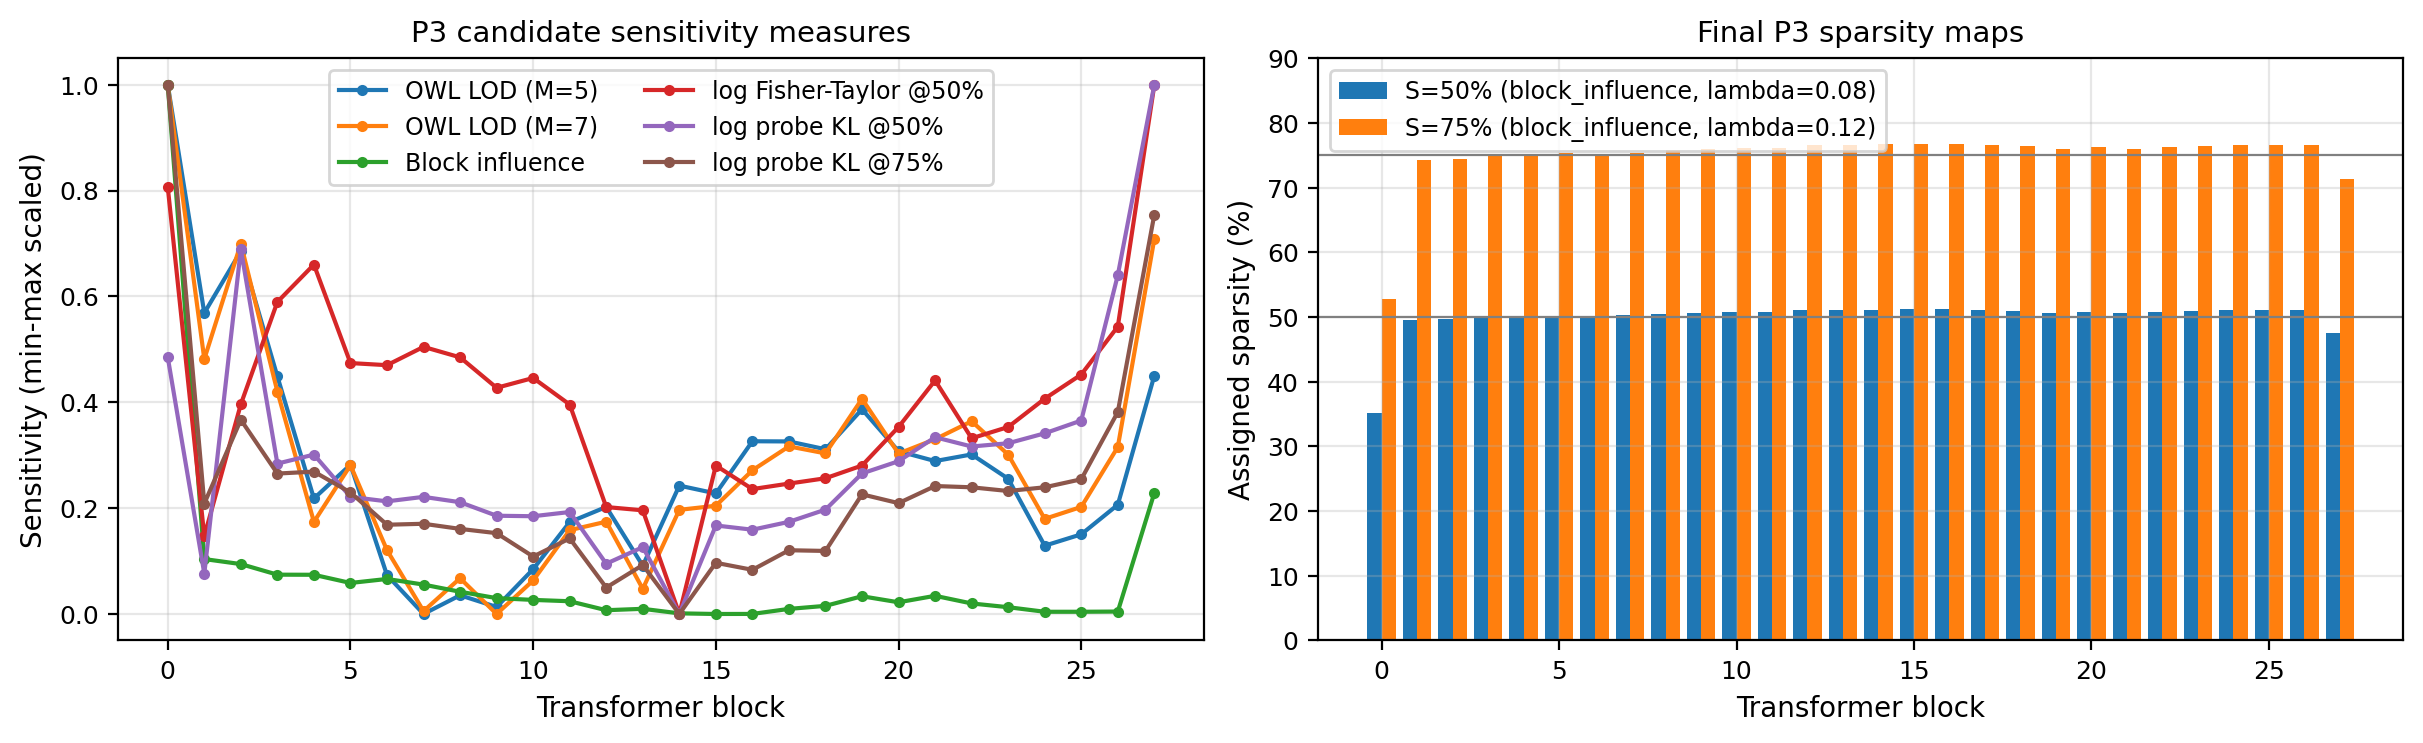 P3 candidate sensitivity measures
Sensitivity (min-max scaled)
1.0
0.8
0.6
0.4
0.2
0.0
OWL LOD (M=5)
OWL LOD (M=7)
Block influence
log Fisher-Taylor @50%
log probe KL @50%
log probe KL @75%
0 5 10 15 20 25
Transformer block
Final P3 sparsity maps
Assigned sparsity (%)
90
80
70
60
50
40
30
20
10
0
S=50% (block_influence, lambda=0.08)
S=75% (block_influence, lambda=0.12)
0 5 10 15 20 25
Transformer block